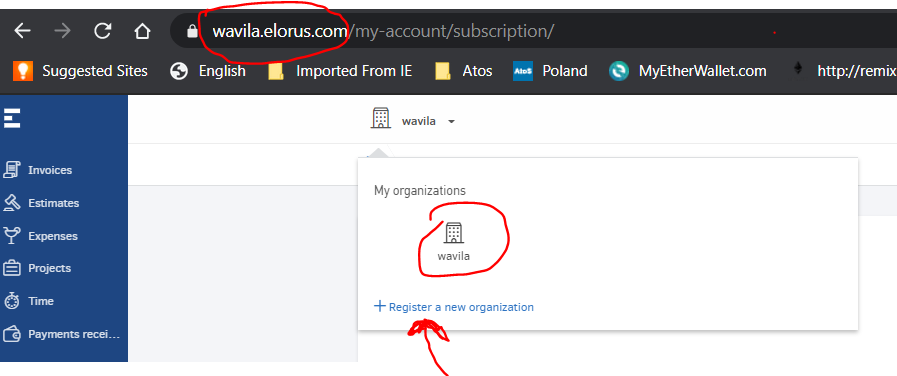 wavila.elorus.com/my-account/subscription/
Suggested Sites English Imported From IE Atos AtoS Poland MyEtherWallet.com http://remix
wavila
Invoices
Estimates
Expenses
Projects
Time
Payments recei...
My organizations
wavila
+ Register a new organization